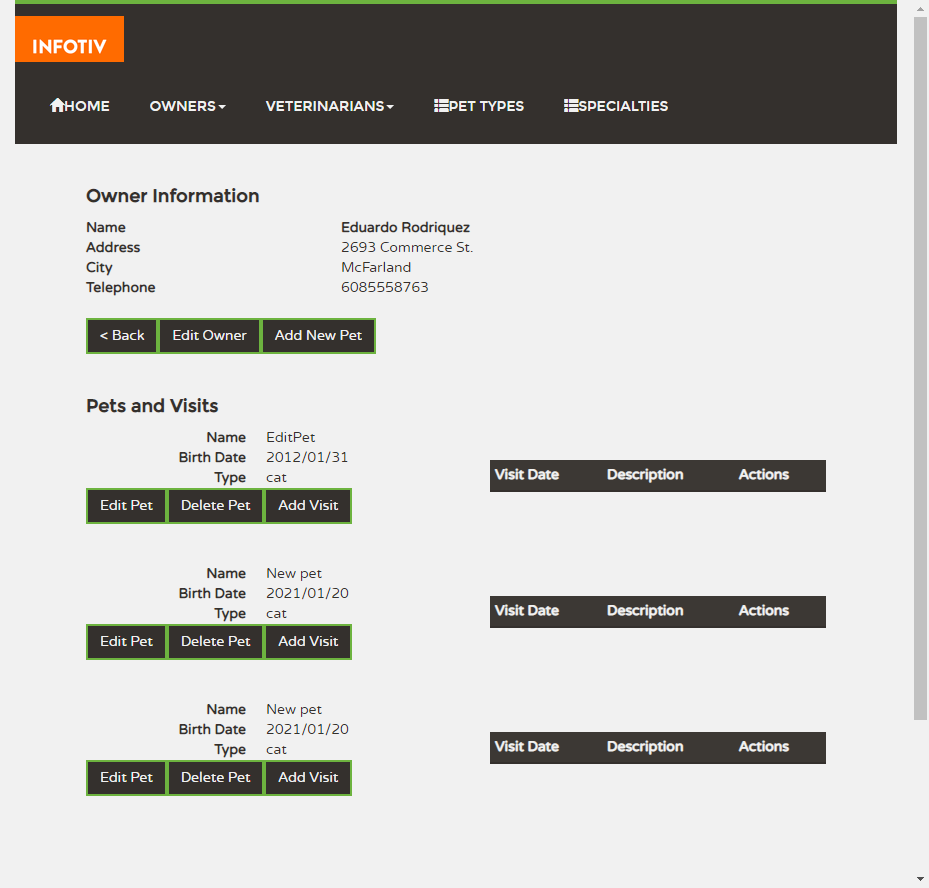 INFOTIV
HOME OWNERS VETERINARIANS PET TYPES SPECIALTIES
Owner Information
Name Eduardo Rodriquez
Address 2693 Commerce St.
City McFarland
Telephone 6085558763
< Back Edit Owner Add New Pet
Pets and Visits
Name EditPet
Birth Date 2012/01/31
Type cat
Edit Pet Delete Pet Add Visit
Visit Date Description Actions
Name New pet
Birth Date 2021/01/20
Type cat
Edit Pet Delete Pet Add Visit
Visit Date Description Actions
Name New pet
Birth Date 2021/01/20
Type cat
Edit Pet Delete Pet Add Visit
Visit Date Description Actions